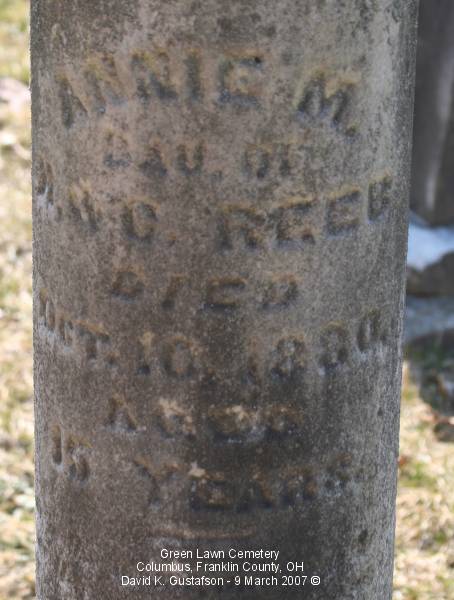 ANNIE M.
DAU. OF
REED
DIED
OCT. 10, 1880.
AGED
15 YEARS
Green Lawn Cemetery
Columbus, Franklin County, OH
David K. Gustafson - 9 March 2007 ©